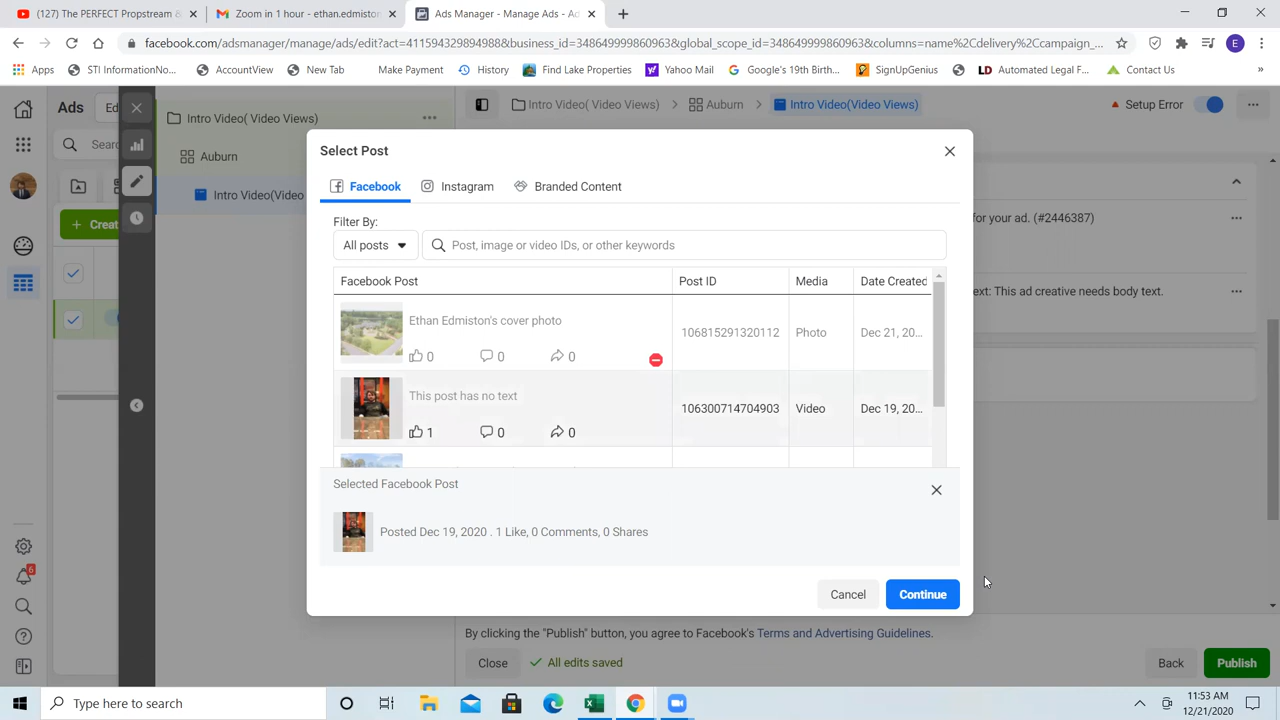 (127) The PERFECT Propstream &
Zoom in 1 hour - ethan.edmiston
Ads Manager - Manage Ads - Ad
facebook.com/adsmanager/manage/ads/edit?act=411594329894088&business_id=348649999860963&global_scope_id=348649999860963&columns=name%2Cdelivery%2Ccampaign_...
E
Apps
STI InformationNo...
AccountView
New Tab
Make Payment
History
Find Lake Properties
Yahoo Mail
Google's 19th Birth...
SignUpGenius
LD Automated Legal F...
Contact Us
»
Ads
Intro Video( Video Views)
Intro Video( Video Views)
Auburn
Intro Video(Video Views)
Setup Error
Auburn
Intro Video(Video
Select Post
Facebook
Instagram
Branded Content
Filter By:
All posts
Post, image or video IDs, or other keywords
Facebook Post
Post ID
Media
Date Created
Ethan Edmiston's cover photo
0
0
0
106815291320112
Photo
Dec 21, 20...
This post has no text
1
0
0
106300714704903
Video
Dec 19, 20...
Selected Facebook Post
Posted Dec 19, 2020 . 1 Like, 0 Comments, 0 Shares
Cancel
Continue
for your ad. (#2446387)
text: This ad creative needs body text.
6
By clicking the "Publish" button, you agree to Facebook's Terms and Advertising Guidelines.
Close
All edits saved
Back
Publish
Type here to search
11:53 AM
12/21/2020